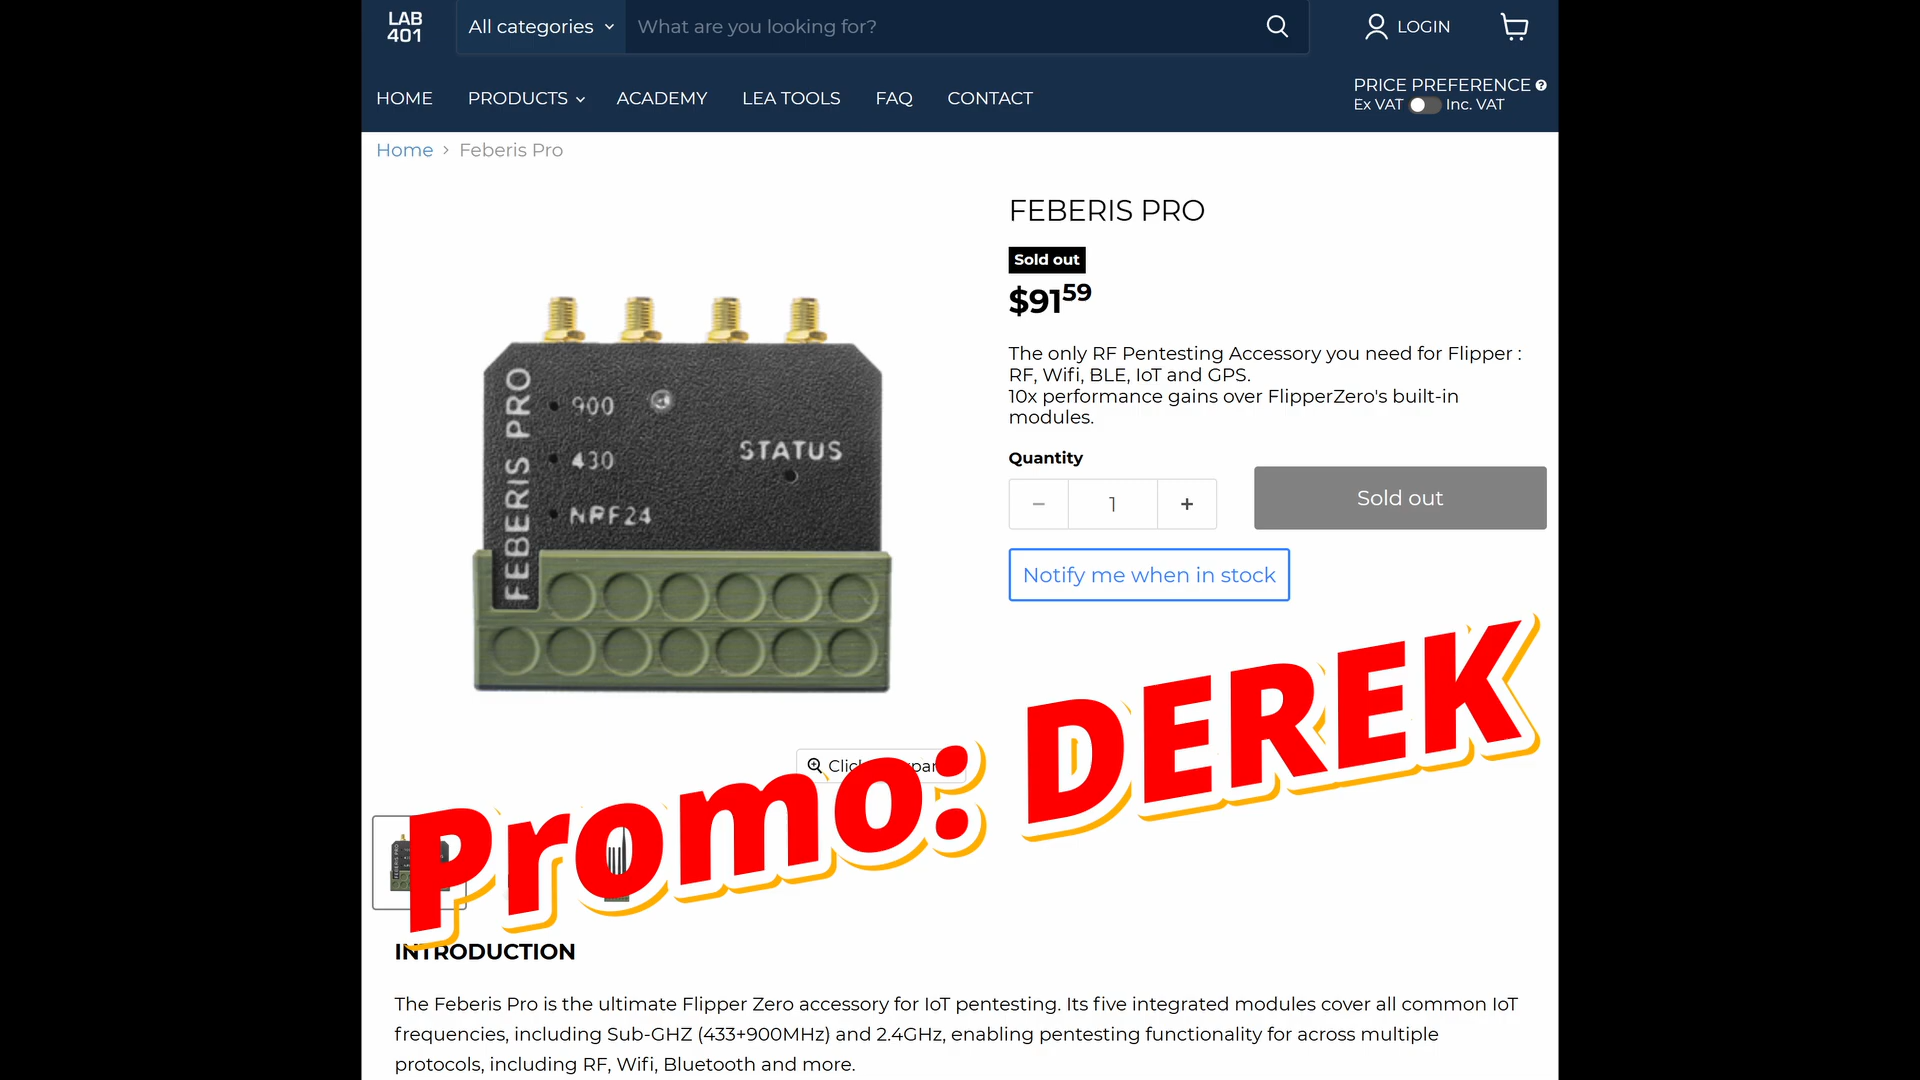 LAB
401
All categories
What are you looking for?
LOGIN
HOME
PRODUCTS
ACADEMY
LEA TOOLS
FAQ
CONTACT
PRICE PREFERENCE
Ex VAT
Inc. VAT
Home > Feberis Pro
FEBERIS PRO
Sold out
$91.59
The only RF Pentesting Accessory you need for Flipper :
RF, Wifi, BLE, IoT and GPS.
10x performance gains over FlipperZero's built-in
modules.
Quantity
− 1 +
Sold out
Notify me when in stock
FEBERIS PRO
900
430
NRF24
STATUS
Promo: DEREK
INTRODUCTION
The Feberis Pro is the ultimate Flipper Zero accessory for IoT pentesting. Its five integrated modules cover all common IoT
frequencies, including Sub-GHZ (433+900MHz) and 2.4GHz, enabling pentesting functionality for across multiple
protocols, including RF, Wifi, Bluetooth and more.